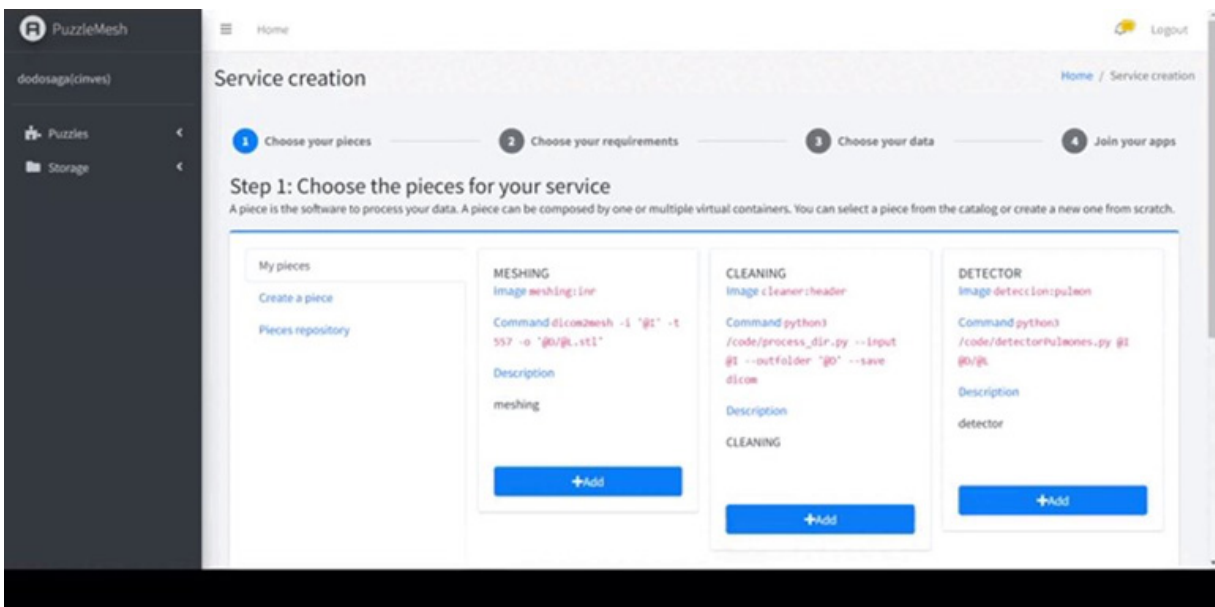 PuzzleMesh
Home
Logout
dodosaga(cinves)
Service creation
Home / Service creation
Puzzles
Storage
1 Choose your pieces
2 Choose your requirements
3 Choose your data
4 Join your apps
Step 1: Choose the pieces for your service
A piece is the software to process your data. A piece can be composed by one or multiple virtual containers. You can select a piece from the catalog or create a new one from scratch.
My pieces
Create a piece
Pieces repository
MESHING
Image meshing:inr
Command dicom2mesh -i "@I" -t
557 -o "@D/@L.stl"
Description
meshing
+Add
CLEANING
Image cleaner:header
Command python3
/code/process_dir.py --input
@I --outfolder "@D" --save
dicom
Description
CLEANING
+Add
DETECTOR
Image deteccion:pulmon
Command python3
/code/detectorPulmones.py @I
@D/@L
Description
detector
+Add